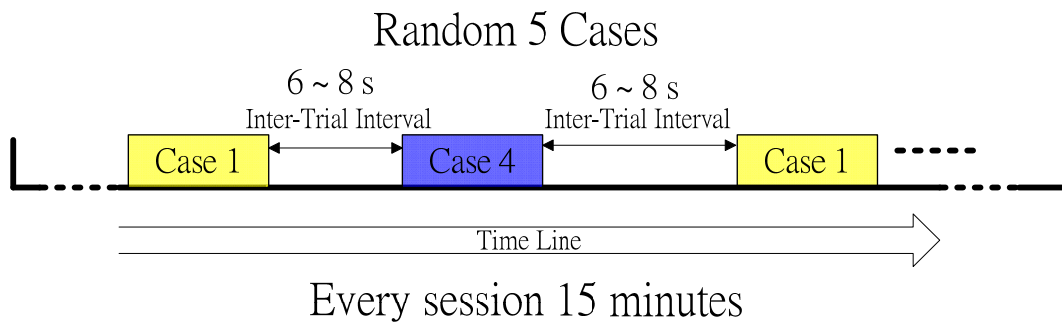 Random 5 Cases
6 ~ 8 s
Inter-Trial Interval
6 ~ 8 s
Inter-Trial Interval
Case 1
Case 4
Case 1
Time Line
Every session 15 minutes